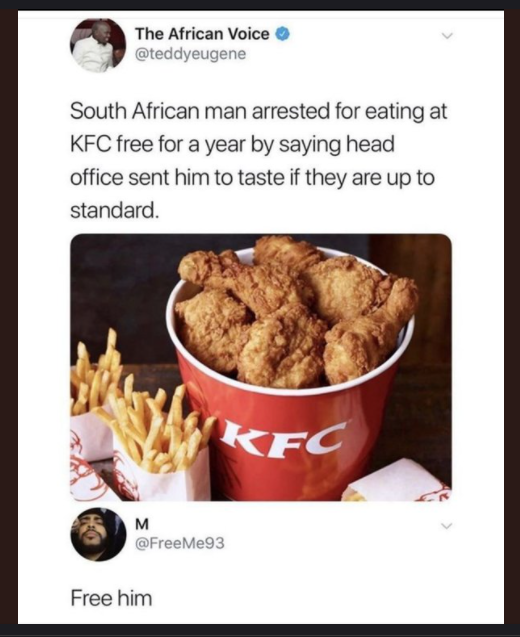 The African Voice
@teddyeugene
South African man arrested for eating at
KFC free for a year by saying head
office sent him to taste if they are up to
standard.
KFC
M
@FreeMe93
Free him